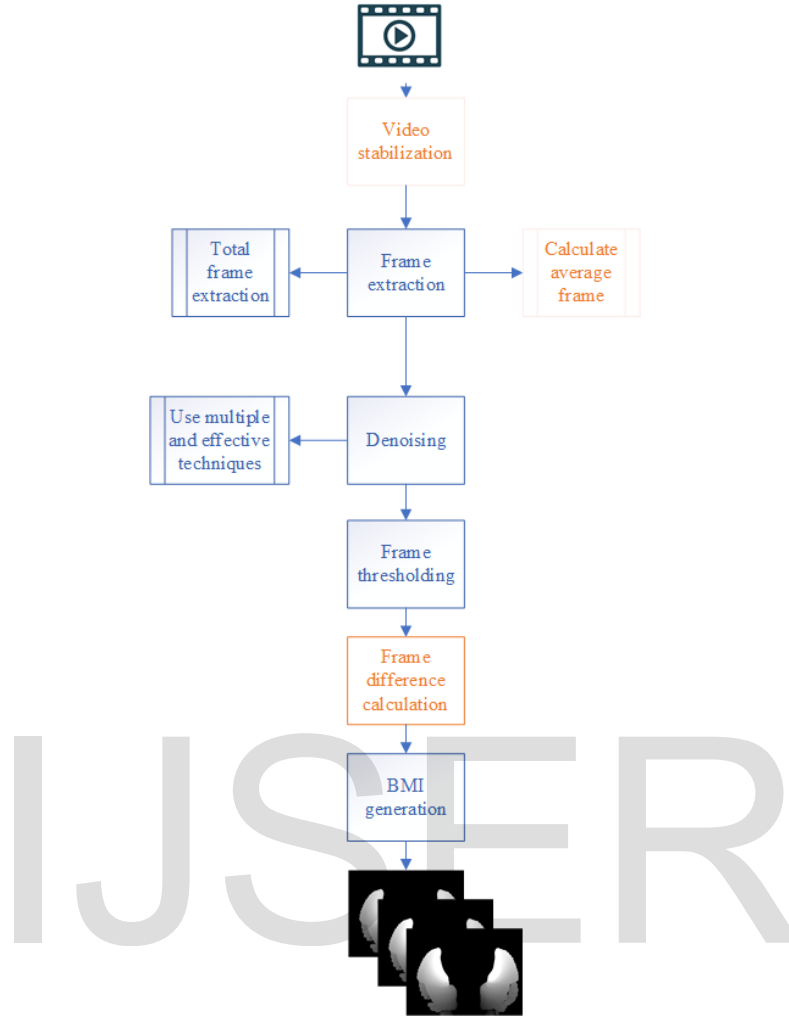 Video
stabilization
Total
frame
extraction
Frame
extraction
Calculate
average
frame
Use multiple
and effective
techniques
Denoising
Frame
thresholding
Frame
difference
calculation
BMI
generation
IJSER